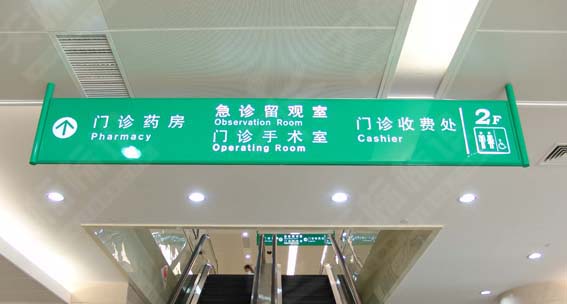 门诊药房
Pharmacy
急诊留观室
Observation Room
门诊手术室
Operating Room
门诊收费处
Cashier
2F